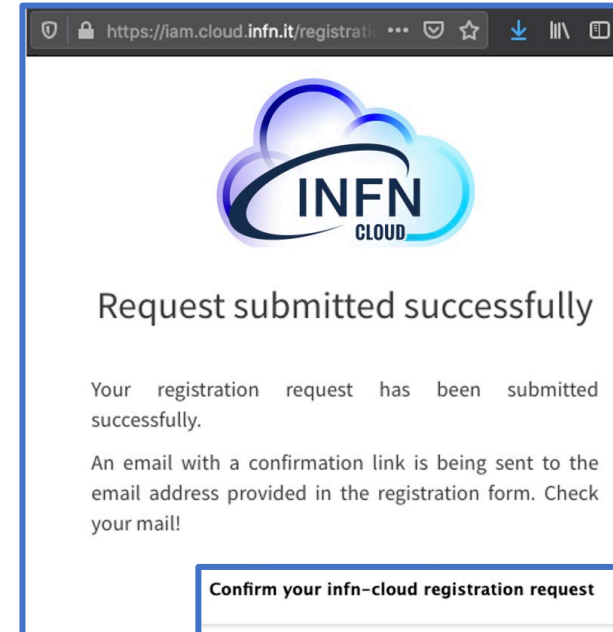 https://iam.cloud.infn.it/registrati
INFN
CLOUD
Request submitted successfully
Your registration request has been submitted
successfully.
An email with a confirmation link is being sent to the
email address provided in the registration form. Check
your mail!
Confirm your infn-cloud registration request